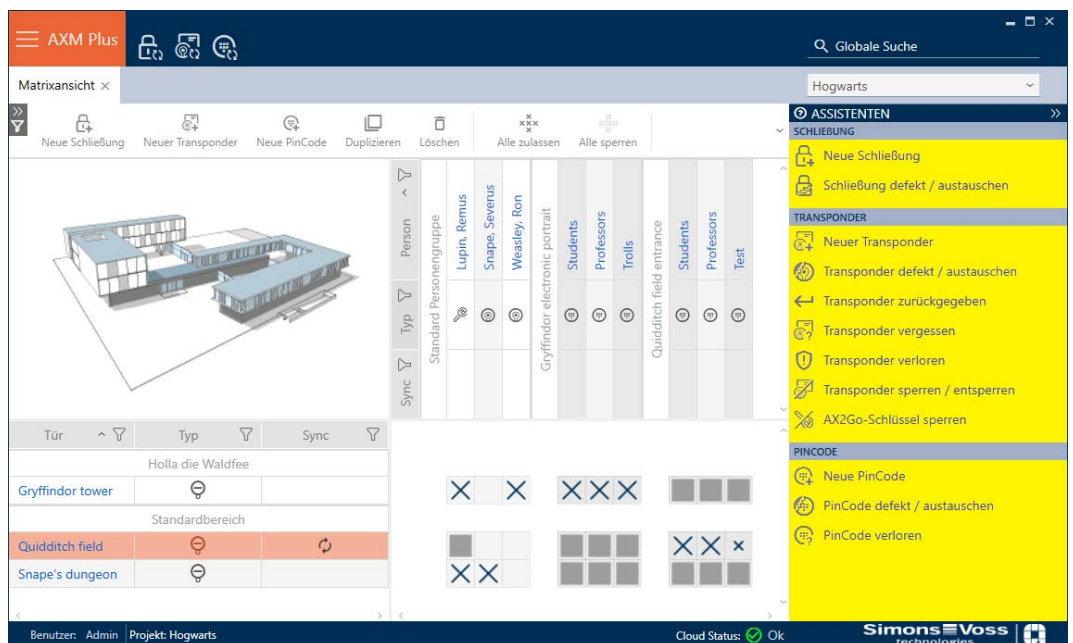 AXM Plus
Globale Suche
Matrixansicht
Hogwarts
Neue Schließung
Neuer Transponder
Neue PinCode
Duplizieren
Löschen
Alle zulassen
Alle sperren
Person
Typ
Sync
Standard Personengruppe
Lupin, Remus
Snape, Severus
Weasley, Ron
Gryffindor electronic portrait
Students
Professors
Trolls
Quidditch field entrance
Students
Professors
Test
Tür
Typ
Sync
Holla die Waldfee
Gryffindor tower
Standardbereich
Quidditch field
Snape's dungeon
ASSISTENTEN
SCHLIEßUNG
Neue Schließung
Schließung defekt / austauschen
TRANSPONDER
Neuer Transponder
Transponder defekt / austauschen
Transponder zurückgegeben
Transponder vergessen
Transponder verloren
Transponder sperren / entsperren
AX2Go-Schlüssel sperren
PINCODE
Neue PinCode
PinCode defekt / austauschen
PinCode verloren
Benutzer: Admin Projekt: Hogwarts
Cloud Status: Ok
Simons Voss
technologies